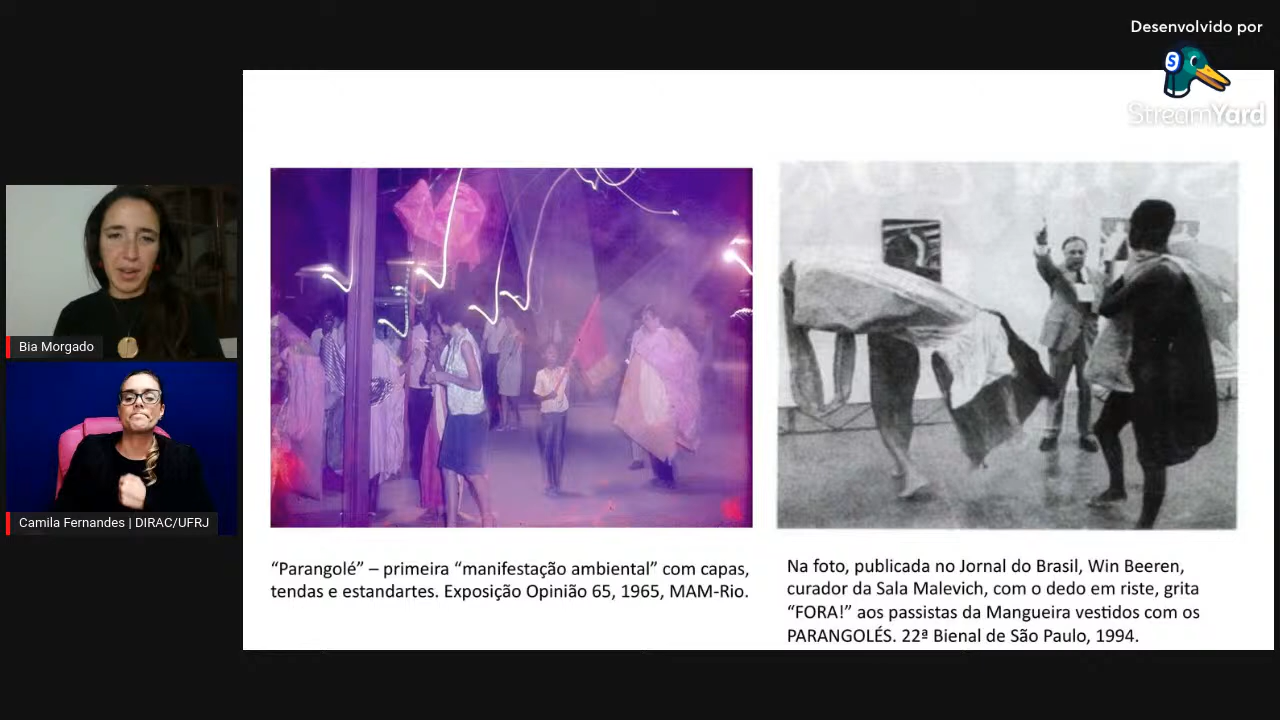 Desenvolvido por
StreamYard
Bia Morgado
Camila Fernandes | DIRAC/UFRJ
“Parangolé” – primeira “manifestação ambiental” com capas,
tendas e estandartes. Exposição Opinião 65, 1965, MAM-Rio.
Na foto, publicada no Jornal do Brasil, Win Beeren,
curador da Sala Malevich, com o dedo em riste, grita
“FORA!” aos passistas da Mangueira vestidos com os
PARANGOLÉS. 22ª Bienal de São Paulo, 1994.